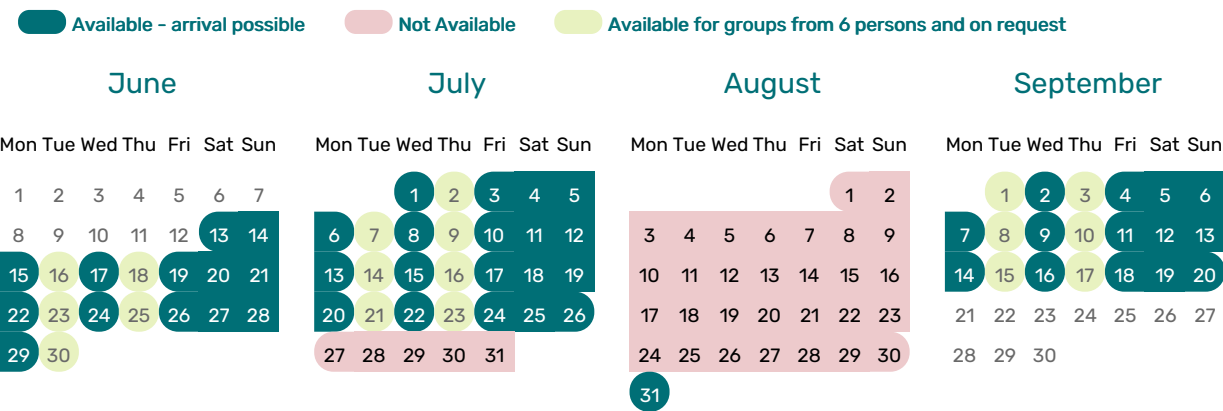 Available - arrival possible Not Available Available for groups from 6 persons and on request
June July August September
Mon Tue Wed Thu Fri Sat Sun Mon Tue Wed Thu Fri Sat Sun Mon Tue Wed Thu Fri Sat Sun Mon Tue Wed Thu Fri Sat Sun
1 2 3 4 5 6 7 1 2 3 4 5 1 2 1 2 3 4 5 6
8 9 10 11 12 13 14 6 7 8 9 10 11 12 3 4 5 6 7 8 9 7 8 9 10 11 12 13
15 16 17 18 19 20 21 13 14 15 16 17 18 19 10 11 12 13 14 15 16 14 15 16 17 18 19 20
22 23 24 25 26 27 28 20 21 22 23 24 25 26 17 18 19 20 21 22 23 21 22 23 24 25 26 27
29 30 27 28 29 30 31 24 25 26 27 28 29 30 28 29 30
31